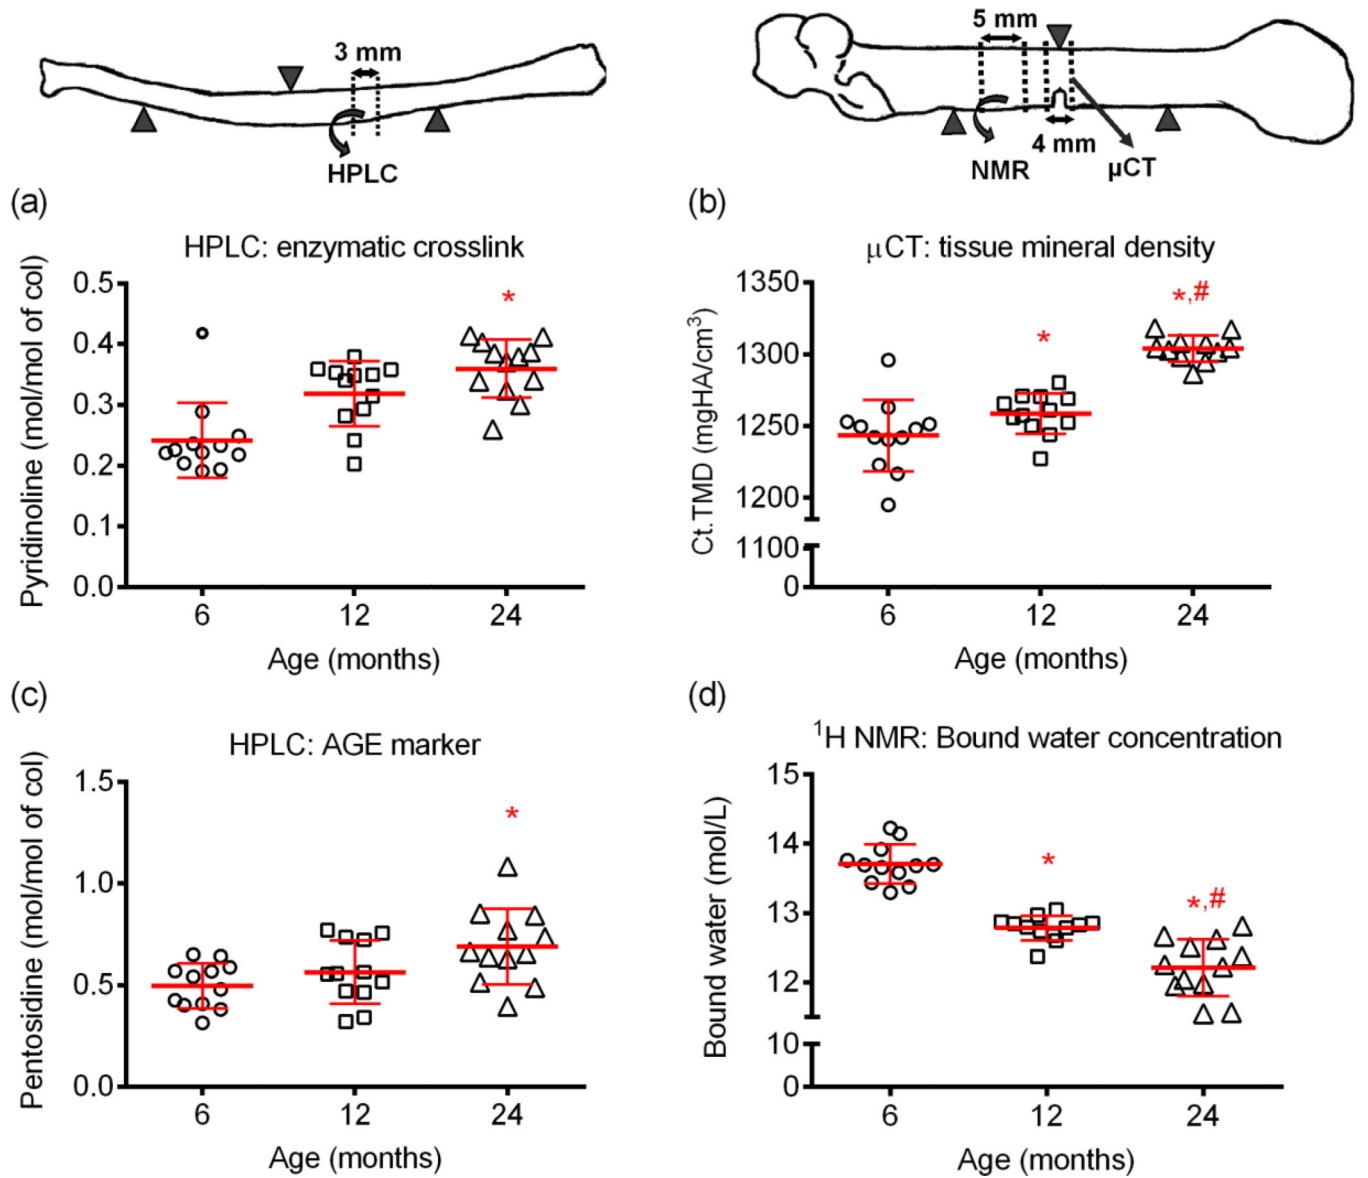 3 mm
HPLC
5 mm
4 mm
NMR
µCT
(a)
HPLC: enzymatic crosslink
Pyridinoline (mol/mol of col)
0.5
0.4
0.3
0.2
0.1
0.0
6 12 24
Age (months)
*
(b)
µCT: tissue mineral density
Ct.TMD (mgHA/cm³)
1350
1300
1250
1200
1100
0
6 12 24
Age (months)
*
*,#
(c)
HPLC: AGE marker
Pentosidine (mol/mol of col)
1.5
1.0
0.5
0.0
6 12 24
Age (months)
*
(d)
¹H NMR: Bound water concentration
Bound water (mol/L)
15
14
13
12
10
0
6 12 24
Age (months)
*
*,#